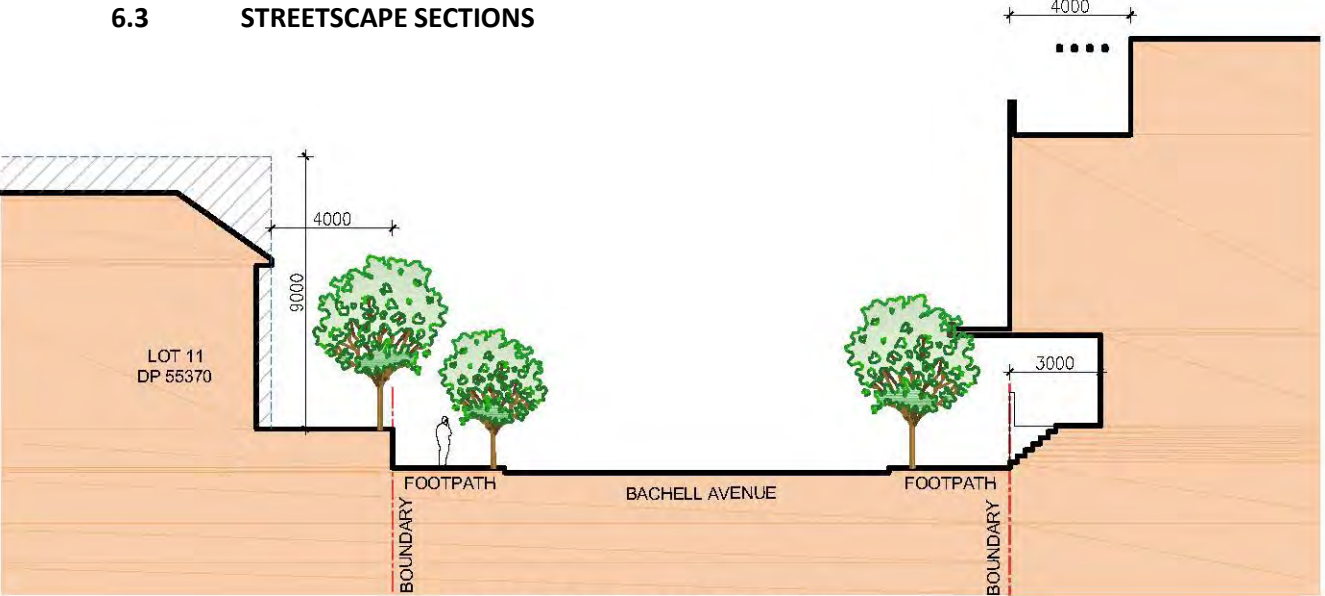 6.3 STREETSCAPE SECTIONS
4000
4000
9000
LOT 11
DP 55370
3000
FOOTPATH
BACHELL AVENUE
FOOTPATH
BOUNDARY
BOUNDARY